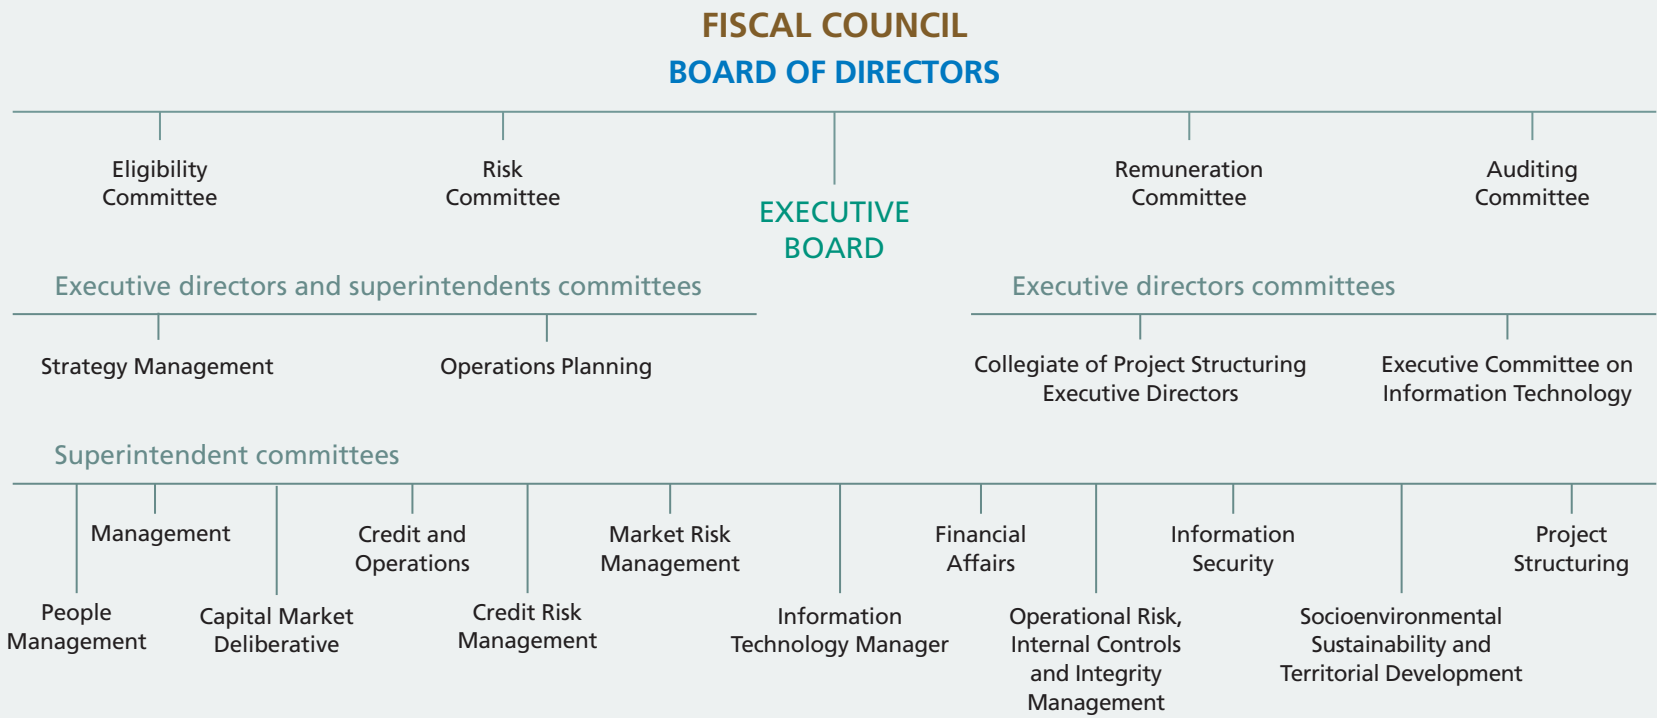 FISCAL COUNCIL
BOARD OF DIRECTORS
Eligibility
Committee
Risk
Committee
EXECUTIVE
BOARD
Remuneration
Committee
Auditing
Committee
Executive directors and superintendents committees
Strategy Management
Operations Planning
Executive directors committees
Collegiate of Project Structuring
Executive Directors
Executive Committee on
Information Technology
Superintendent committees
People
Management
Management
Capital Market
Deliberative
Credit and
Operations
Credit Risk
Management
Market Risk
Management
Information
Technology Manager
Financial
Affairs
Operational Risk,
Internal Controls
and Integrity
Management
Information
Security
Socioenvironmental
Sustainability and
Territorial Development
Project
Structuring